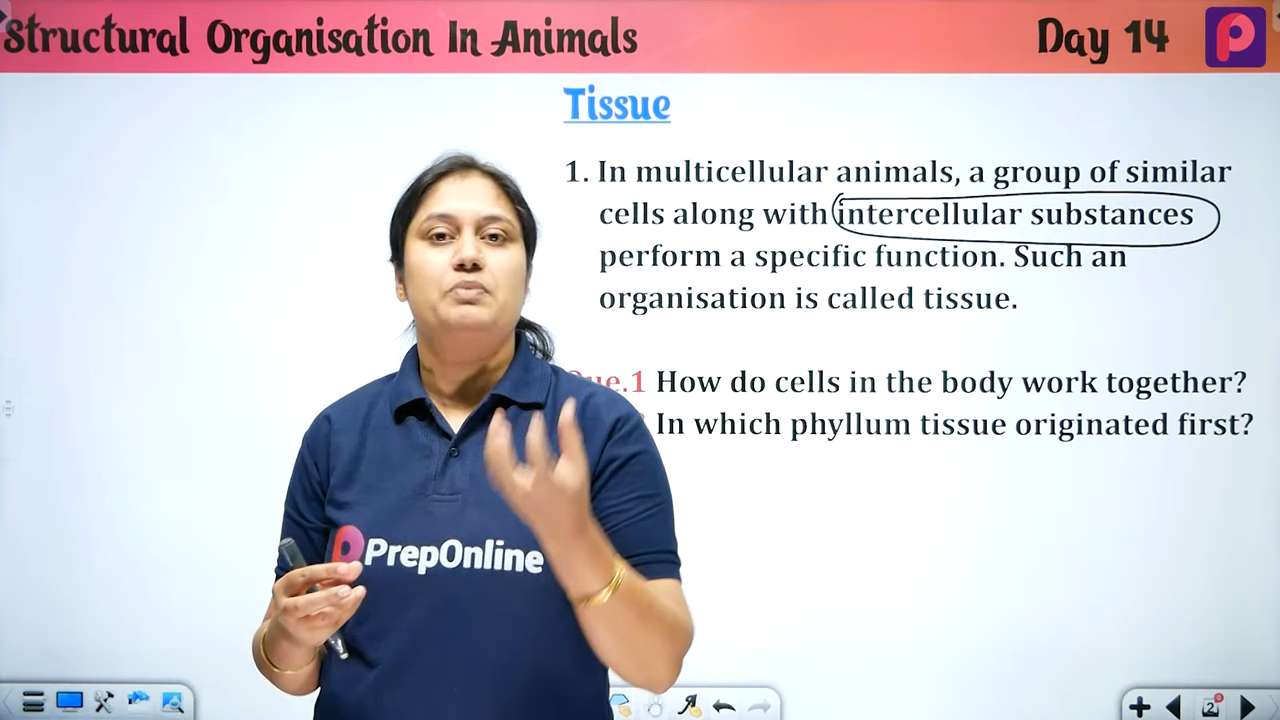 Structural Organisation In Animals
Day 14
Tissue
1. In multicellular animals, a group of similar
cells along with intercellular substances
perform a specific function. Such an
organisation is called tissue.
Que.1 How do cells in the body work together?
In which phyllum tissue originated first?
PrepOnline
2